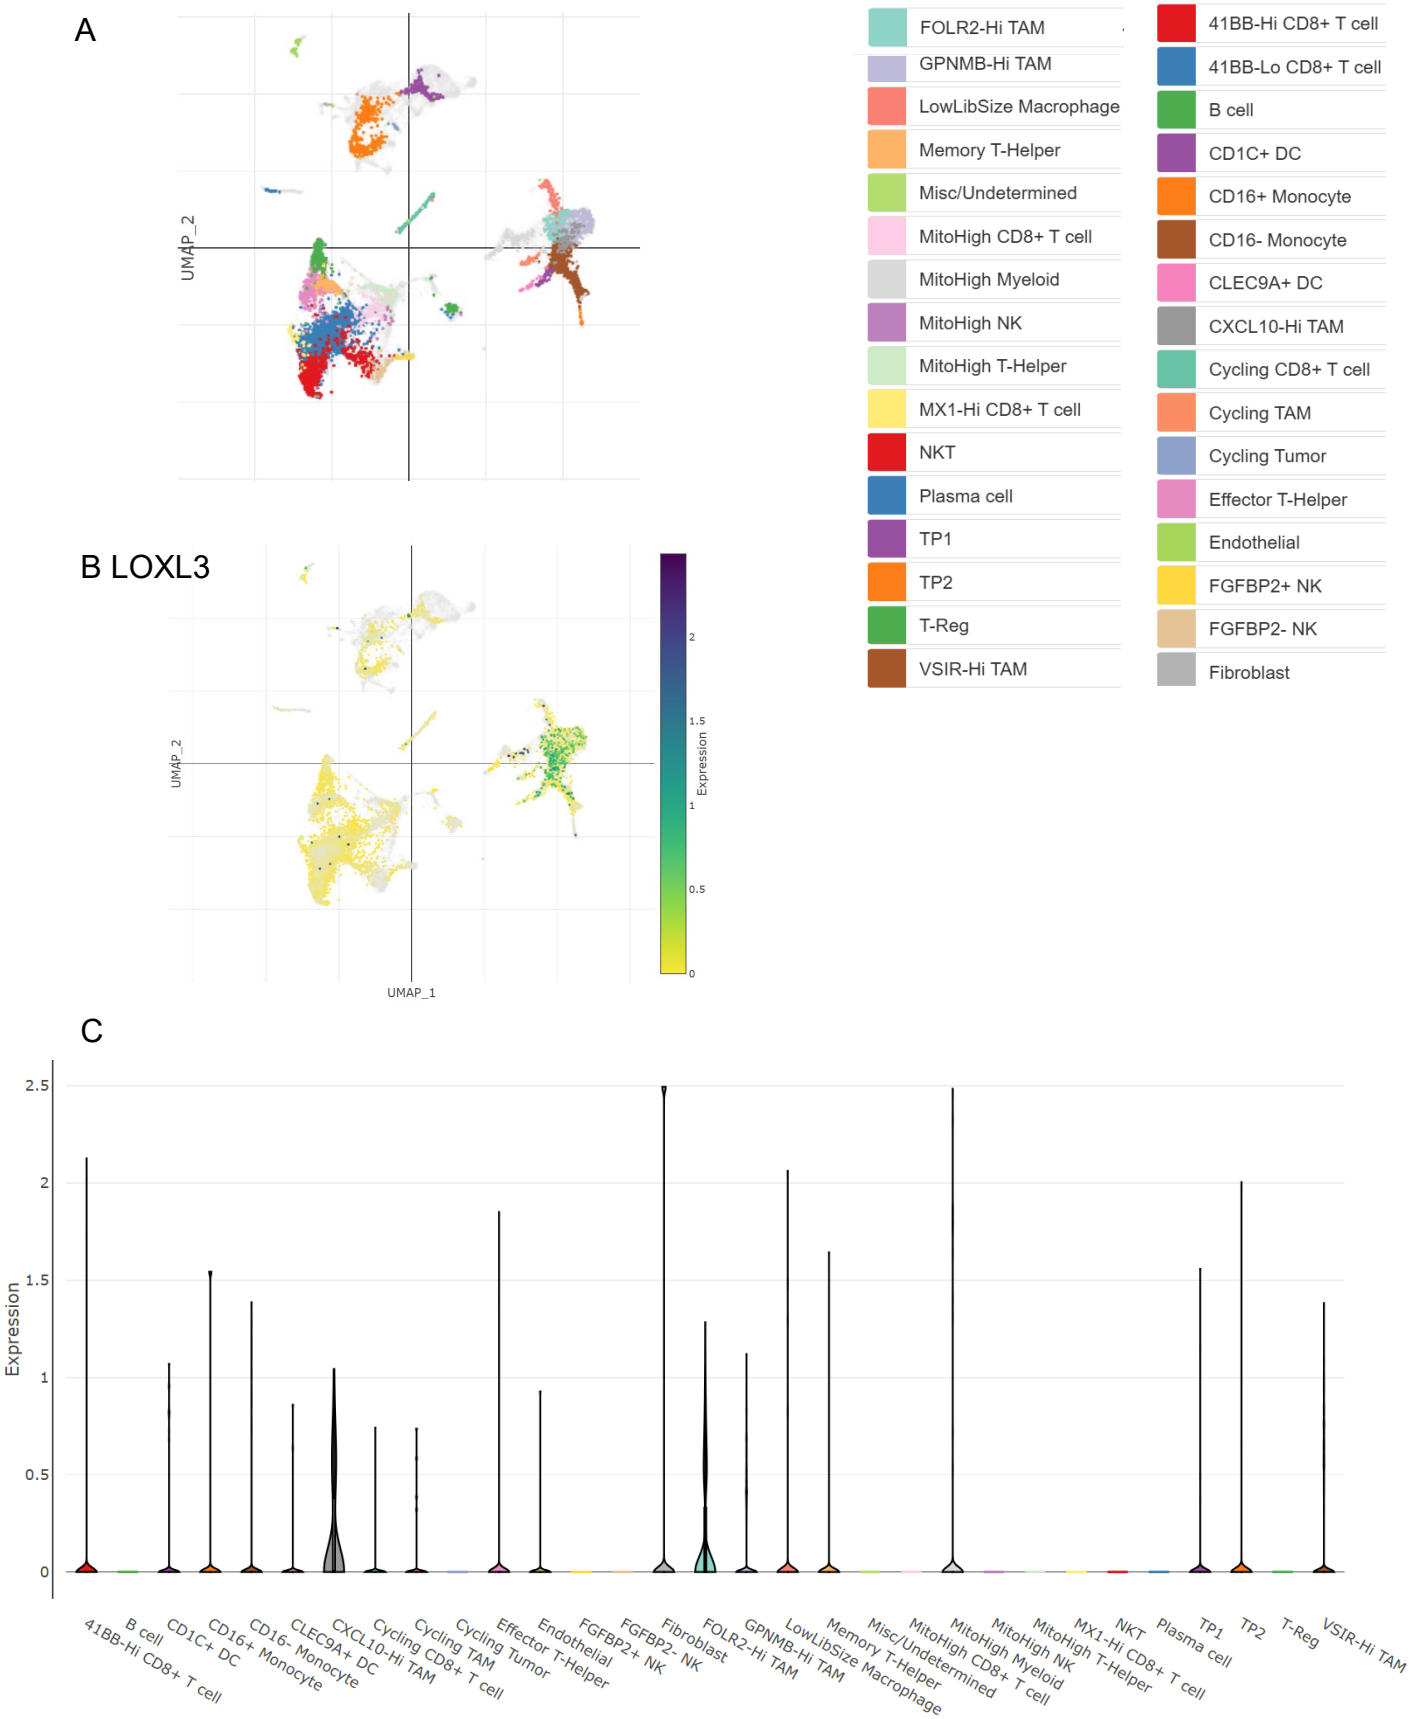 A
UMAP_2
FOLR2-Hi TAM
GPNMB-Hi TAM
LowLibSize Macrophage
Memory T-Helper
Misc/Undetermined
MitoHigh CD8+ T cell
MitoHigh Myeloid
MitoHigh NK
MitoHigh T-Helper
MX1-Hi CD8+ T cell
NKT
Plasma cell
TP1
TP2
T-Reg
VSIR-Hi TAM
41BB-Hi CD8+ T cell
41BB-Lo CD8+ T cell
B cell
CD1C+ DC
CD16+ Monocyte
CD16- Monocyte
CLEC9A+ DC
CXCL10-Hi TAM
Cycling CD8+ T cell
Cycling TAM
Cycling Tumor
Effector T-Helper
Endothelial
FGFBP2+ NK
FGFBP2- NK
Fibroblast
B LOXL3
UMAP_2
UMAP_1
2
1.5
1
0.5
0
Expression
C
2.5
2
1.5
1
0.5
0
Expression
41BB-Hi CD8+ T cell
B cell
CD1C+ DC
CD16+ Monocyte
CD16- Monocyte
CLEC9A+ DC
CXCL10-Hi TAM
Cycling CD8+ T cell
Cycling TAM
Cycling Tumor
Effector T-Helper
Endothelial
FGFBP2+ NK
FGFBP2- NK
Fibroblast
FOLR2-Hi TAM
GPNMB-Hi TAM
LowLibSize Macrophage
Memory T-Helper
Misc/Undetermined
MitoHigh CD8+ T cell
MitoHigh Myeloid
MitoHigh NK
MitoHigh T-Helper
MX1-Hi CD8+ T cell
NKT
Plasma cell
TP1
TP2
T-Reg
VSIR-Hi TAM